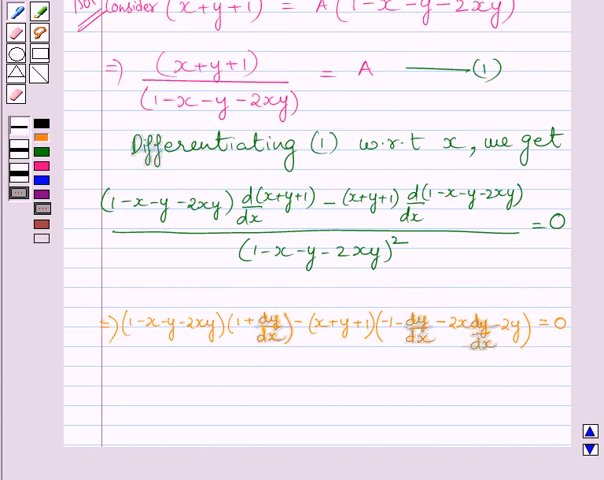 Sol Consider (x+y+1) = A(1-x-y-2xy)
=) (x+y+1)/(1-x-y-2xy) = A ——— (1)
Differentiating (1) w.r.t x, we get
((1-x-y-2xy) d/dx(x+y+1) - (x+y+1) d/dx(1-x-y-2xy))/(1-x-y-2xy)² = 0
=) (1-x-y-2xy)(1+dy/dx) - (x+y+1)(-1-dy/dx-2x dy/dx-2y) = 0